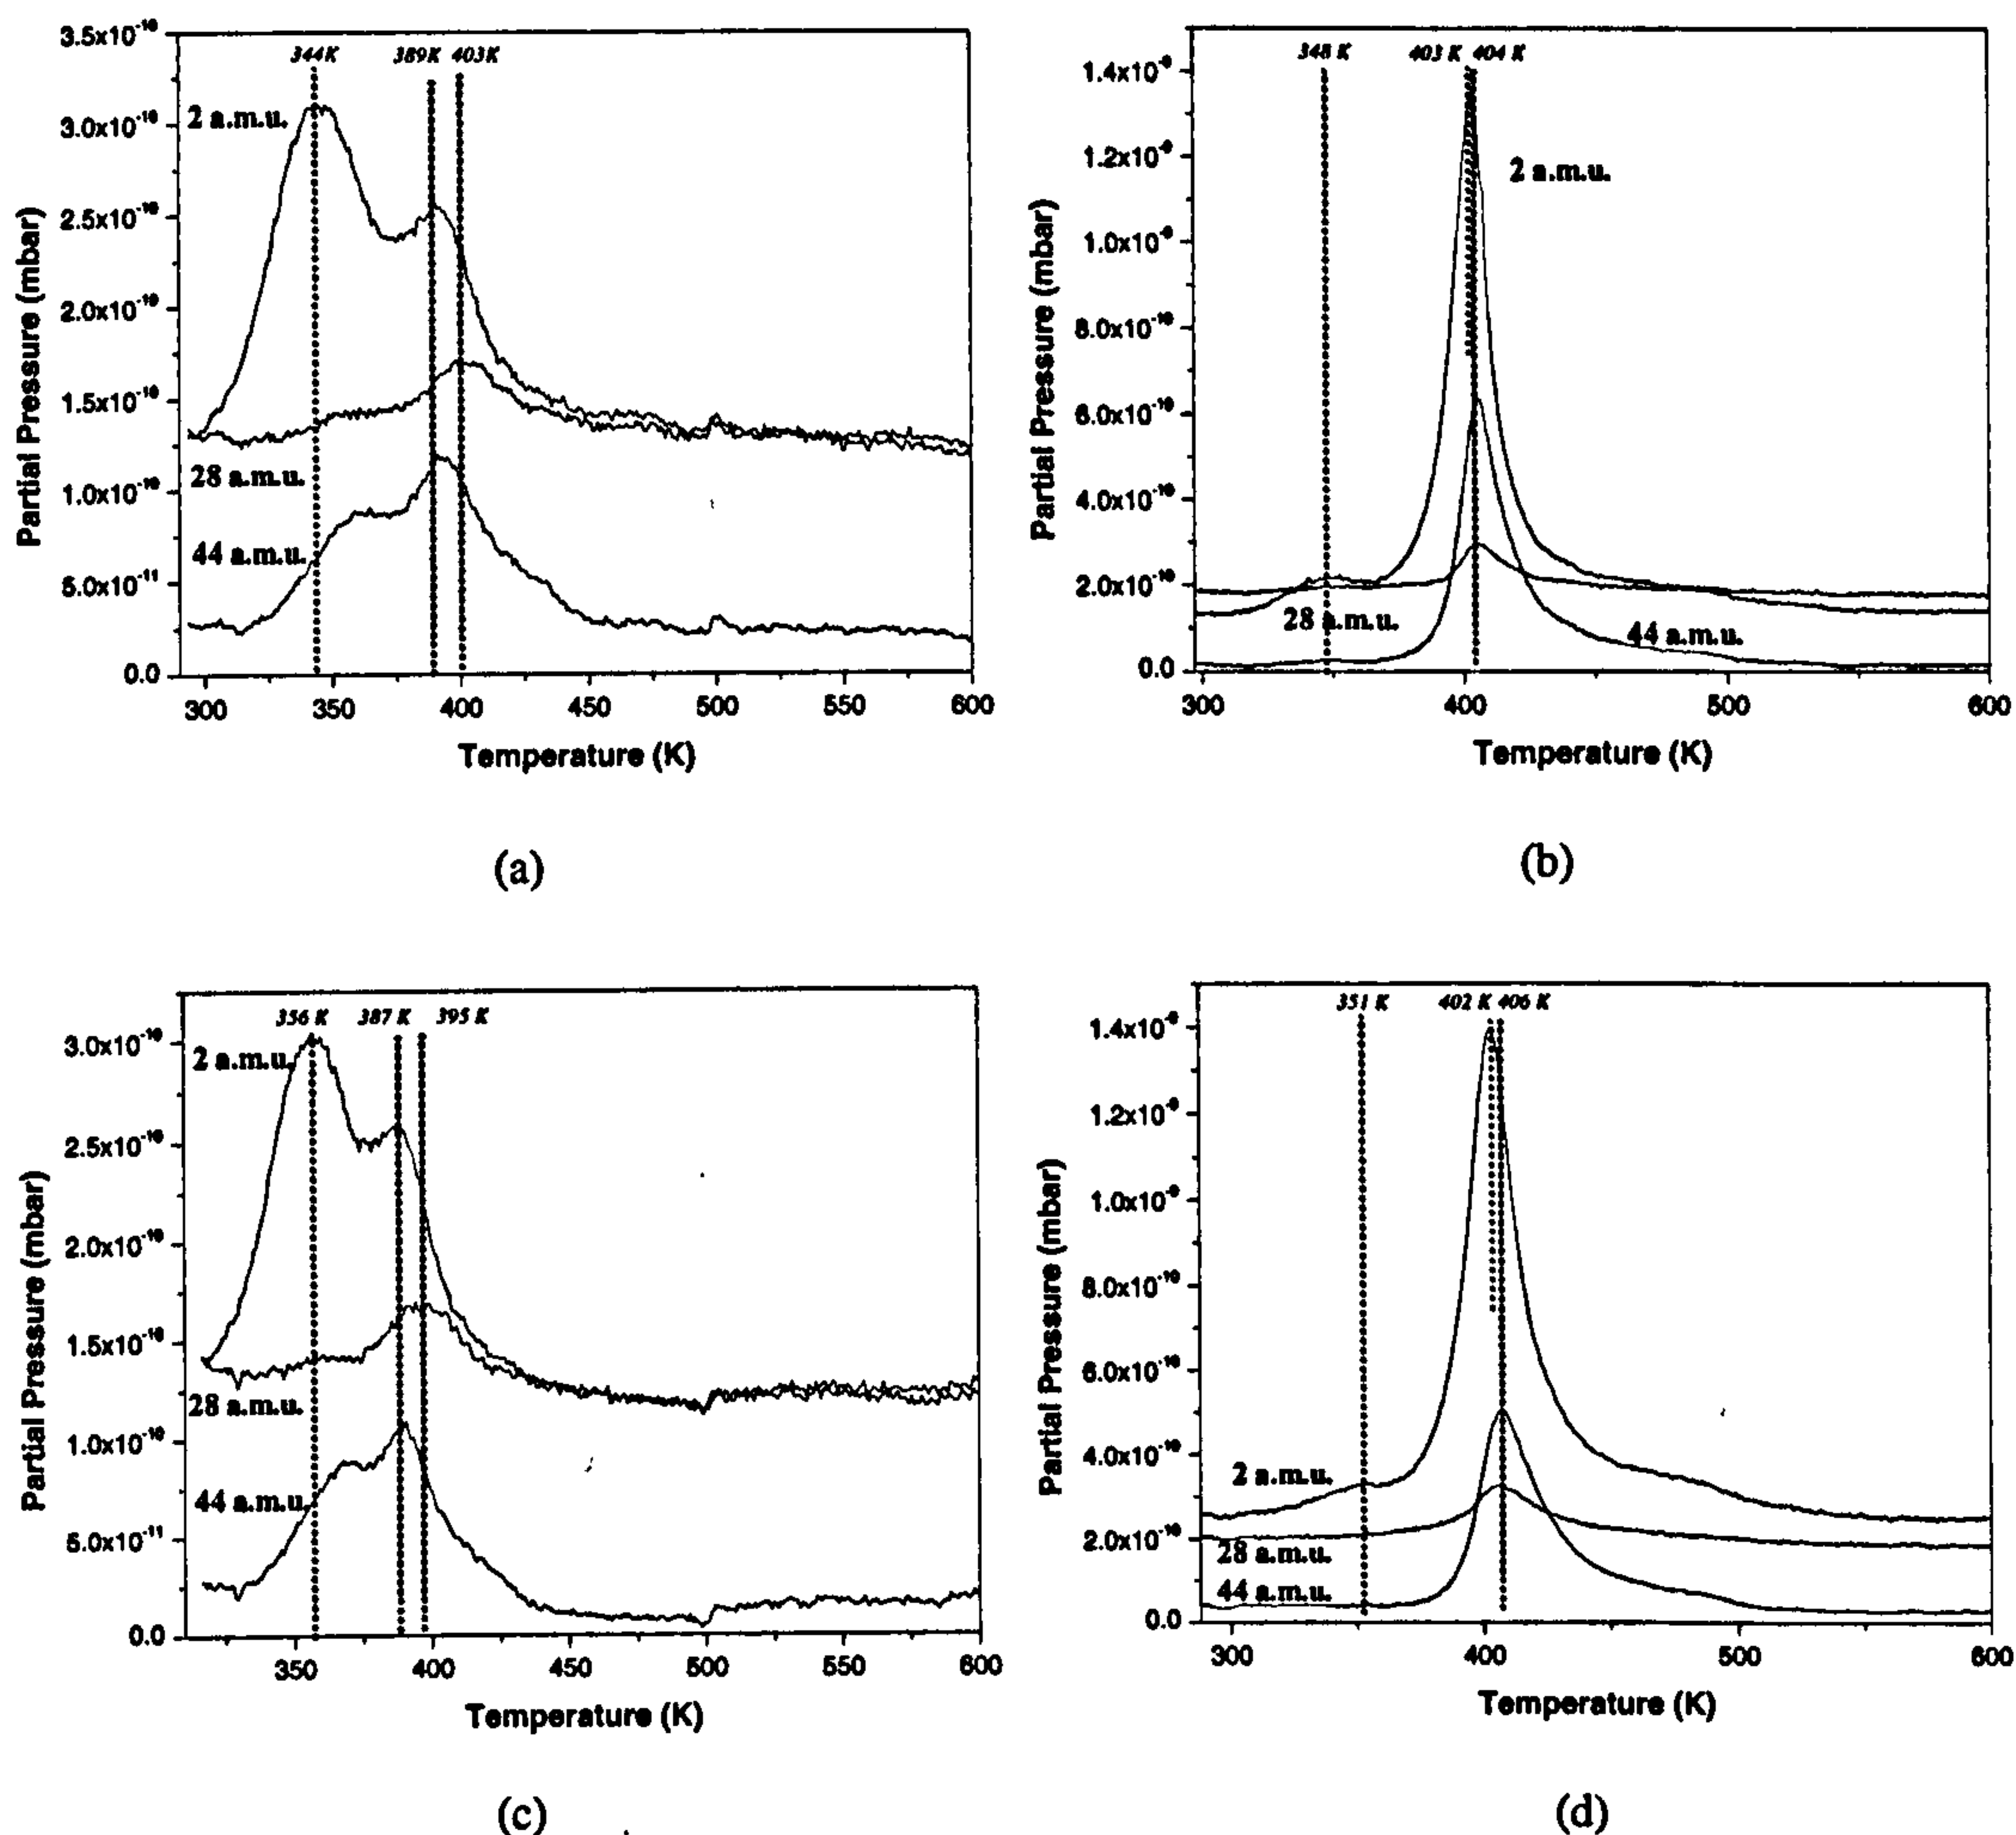 (a)
3.5x10⁻¹⁰
3.0x10⁻¹⁰
2.5x10⁻¹⁰
2.0x10⁻¹⁰
1.5x10⁻¹⁰
1.0x10⁻¹⁰
5.0x10⁻¹¹
0.0
Partial Pressure (mbar)
344K 389K 403K
2 a.m.u.
28 a.m.u.
44 a.m.u.
300 350 400 450 500 550 600
Temperature (K)
(b)
1.4x10⁻⁹
1.2x10⁻⁹
1.0x10⁻⁹
8.0x10⁻¹⁰
6.0x10⁻¹⁰
4.0x10⁻¹⁰
2.0x10⁻¹⁰
0.0
Partial Pressure (mbar)
348 K 403 K 404 K
2 a.m.u.
28 a.m.u.
44 a.m.u.
300 400 500 600
Temperature (K)
(c)
3.0x10⁻¹⁰
2.5x10⁻¹⁰
2.0x10⁻¹⁰
1.5x10⁻¹⁰
1.0x10⁻¹⁰
5.0x10⁻¹¹
0.0
Partial Pressure (mbar)
356 K 387 K 395 K
2 a.m.u.
28 a.m.u.
44 a.m.u.
350 400 450 500 550 600
Temperature (K)
(d)
1.4x10⁻⁹
1.2x10⁻⁹
1.0x10⁻⁹
8.0x10⁻¹⁰
6.0x10⁻¹⁰
4.0x10⁻¹⁰
2.0x10⁻¹⁰
0.0
Partial Pressure (mbar)
351 K 402 K 406 K
2 a.m.u.
28 a.m.u.
44 a.m.u.
300 400 500 600
Temperature (K)